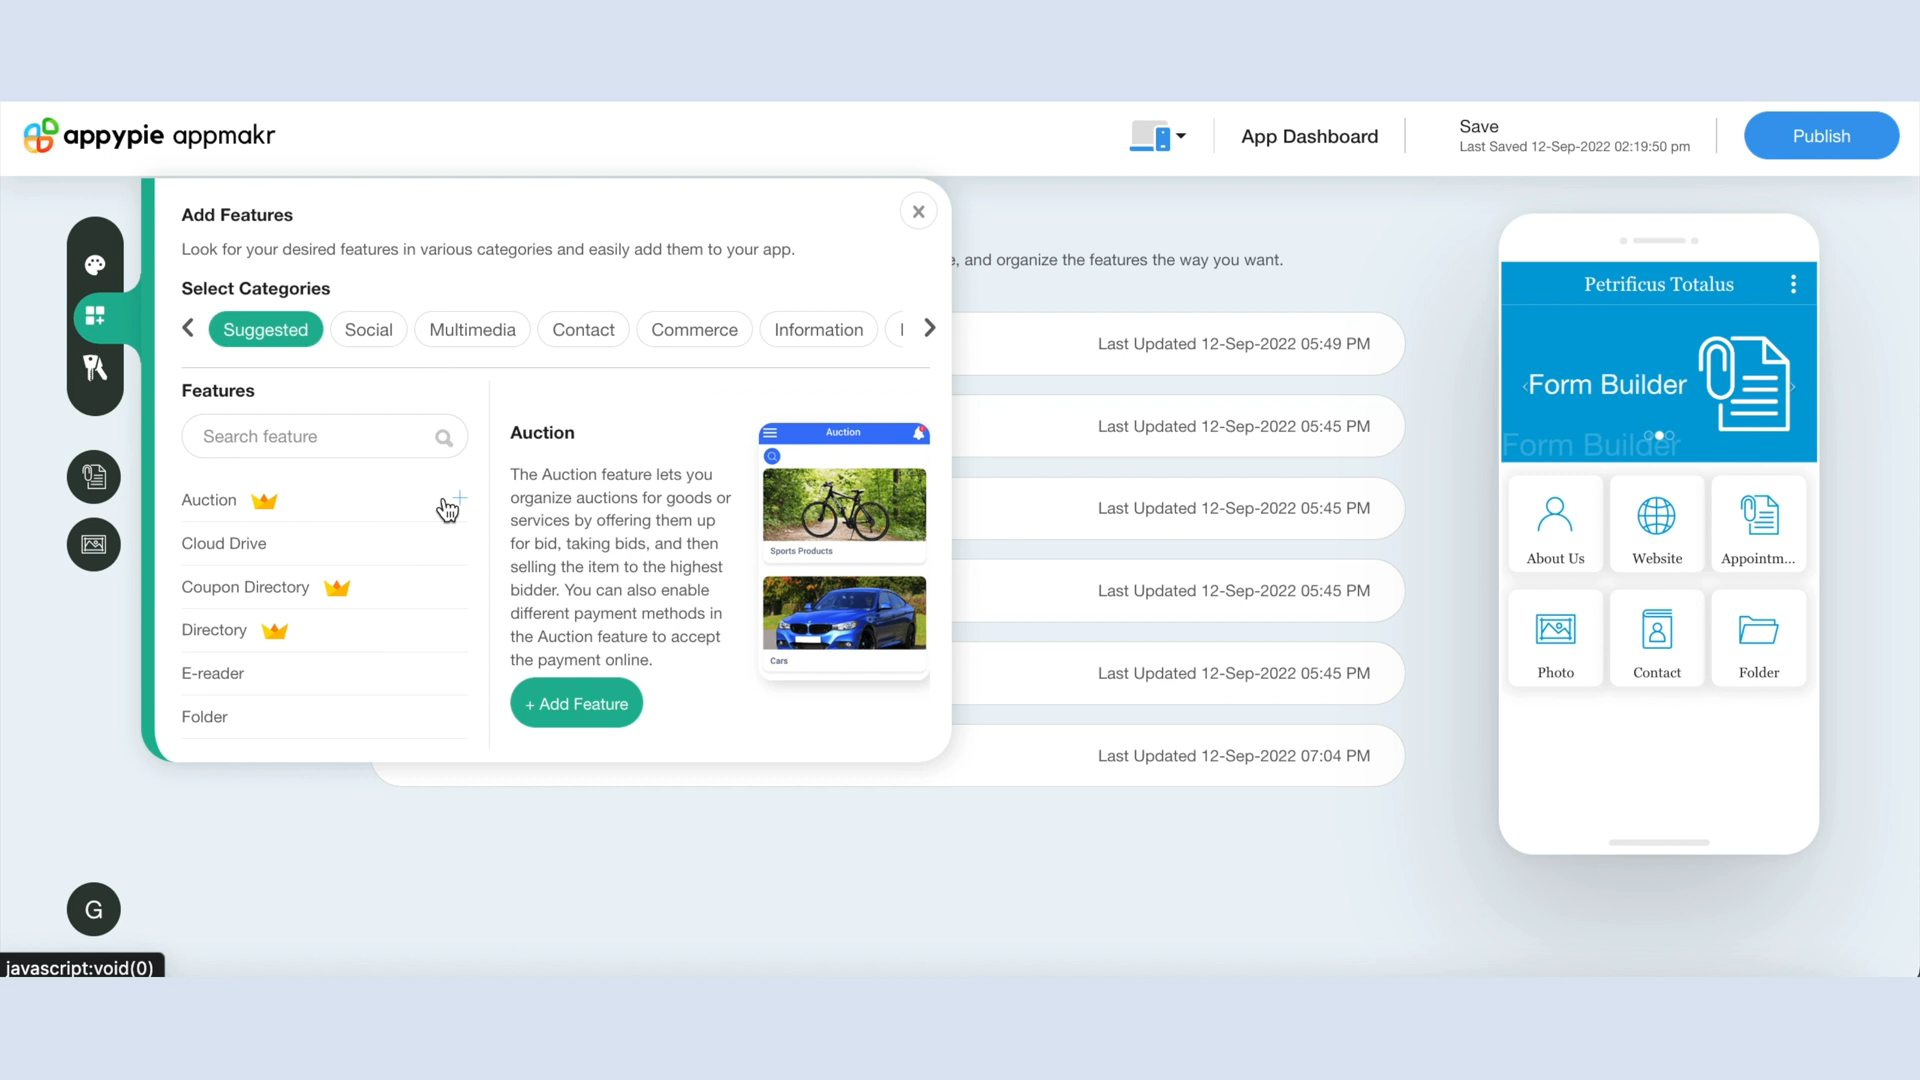 appypie appmakr
App Dashboard
Save
Last Saved 12-Sep-2022 02:19:50 pm
Publish
Add Features
Look for your desired features in various categories and easily add them to your app.
, and organize the features the way you want.
Select Categories
Suggested
Social
Multimedia
Contact
Commerce
Information
Features
Search feature
Auction
Cloud Drive
Coupon Directory
Directory
E-reader
Folder
Auction
The Auction feature lets you
organize auctions for goods or
services by offering them up
for bid, taking bids, and then
selling the item to the highest
bidder. You can also enable
different payment methods in
the Auction feature to accept
the payment online.
+ Add Feature
Auction
Sports Products
Cars
Last Updated 12-Sep-2022 05:49 PM
Last Updated 12-Sep-2022 05:45 PM
Last Updated 12-Sep-2022 05:45 PM
Last Updated 12-Sep-2022 05:45 PM
Last Updated 12-Sep-2022 05:45 PM
Last Updated 12-Sep-2022 07:04 PM
Petrificus Totalus
Form Builder
Form Builder
About Us
Website
Appointm...
Photo
Contact
Folder
G
javascript:void(0)